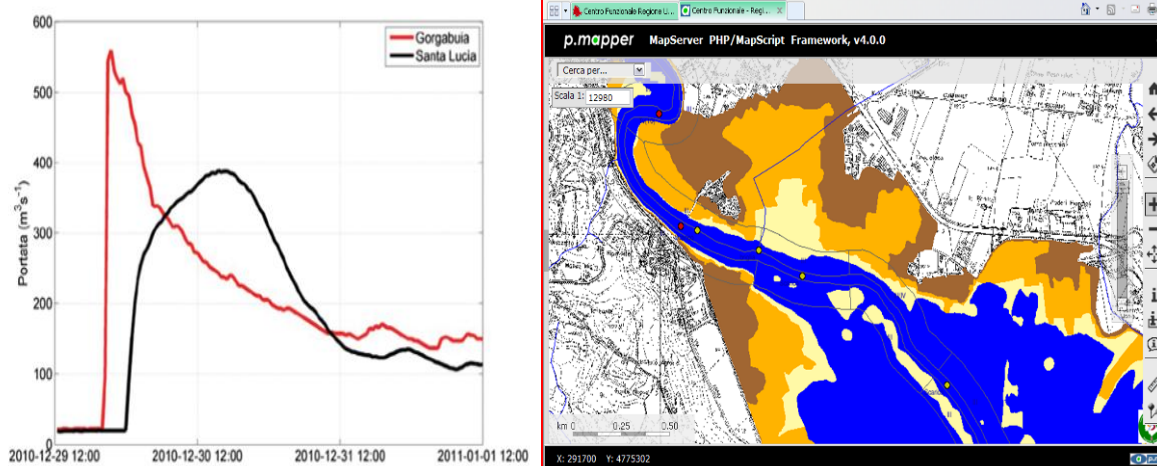 600
500
400
300
200
100
0
Portata (m³s⁻¹)
Gorgabuia
Santa Lucia
2010-12-29 12:00
2010-12-30 12:00
2010-12-31 12:00
2011-01-01 12:00
Centro Funzionale Regione U...
Centro Funzionale - Regi...
p.mapper MapServer PHP/MapScript Framework, v4.0.0
Cerca per...
Scala 1: 12980
km 0 0.25 0.50
X: 291700 Y: 4775302